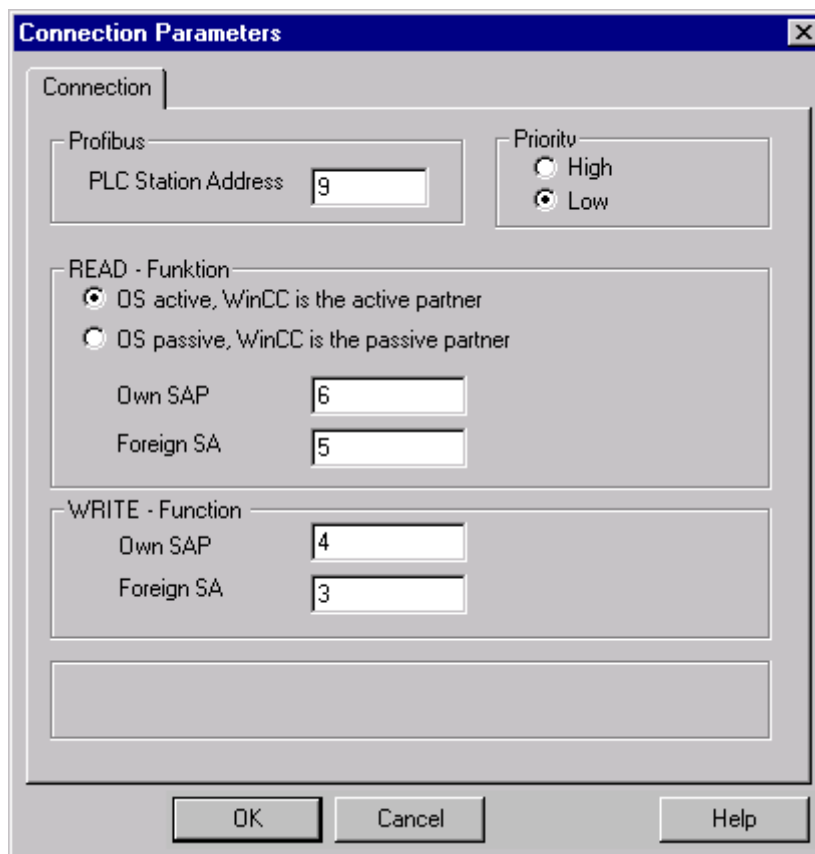 Connection Parameters
Connection
Profibus
PLC Station Address 9
Priority
High
Low
READ - Funktion
OS active, WinCC is the active partner
OS passive, WinCC is the passive partner
Own SAP 6
Foreign SA 5
WRITE - Function
Own SAP 4
Foreign SA 3
OK Cancel Help